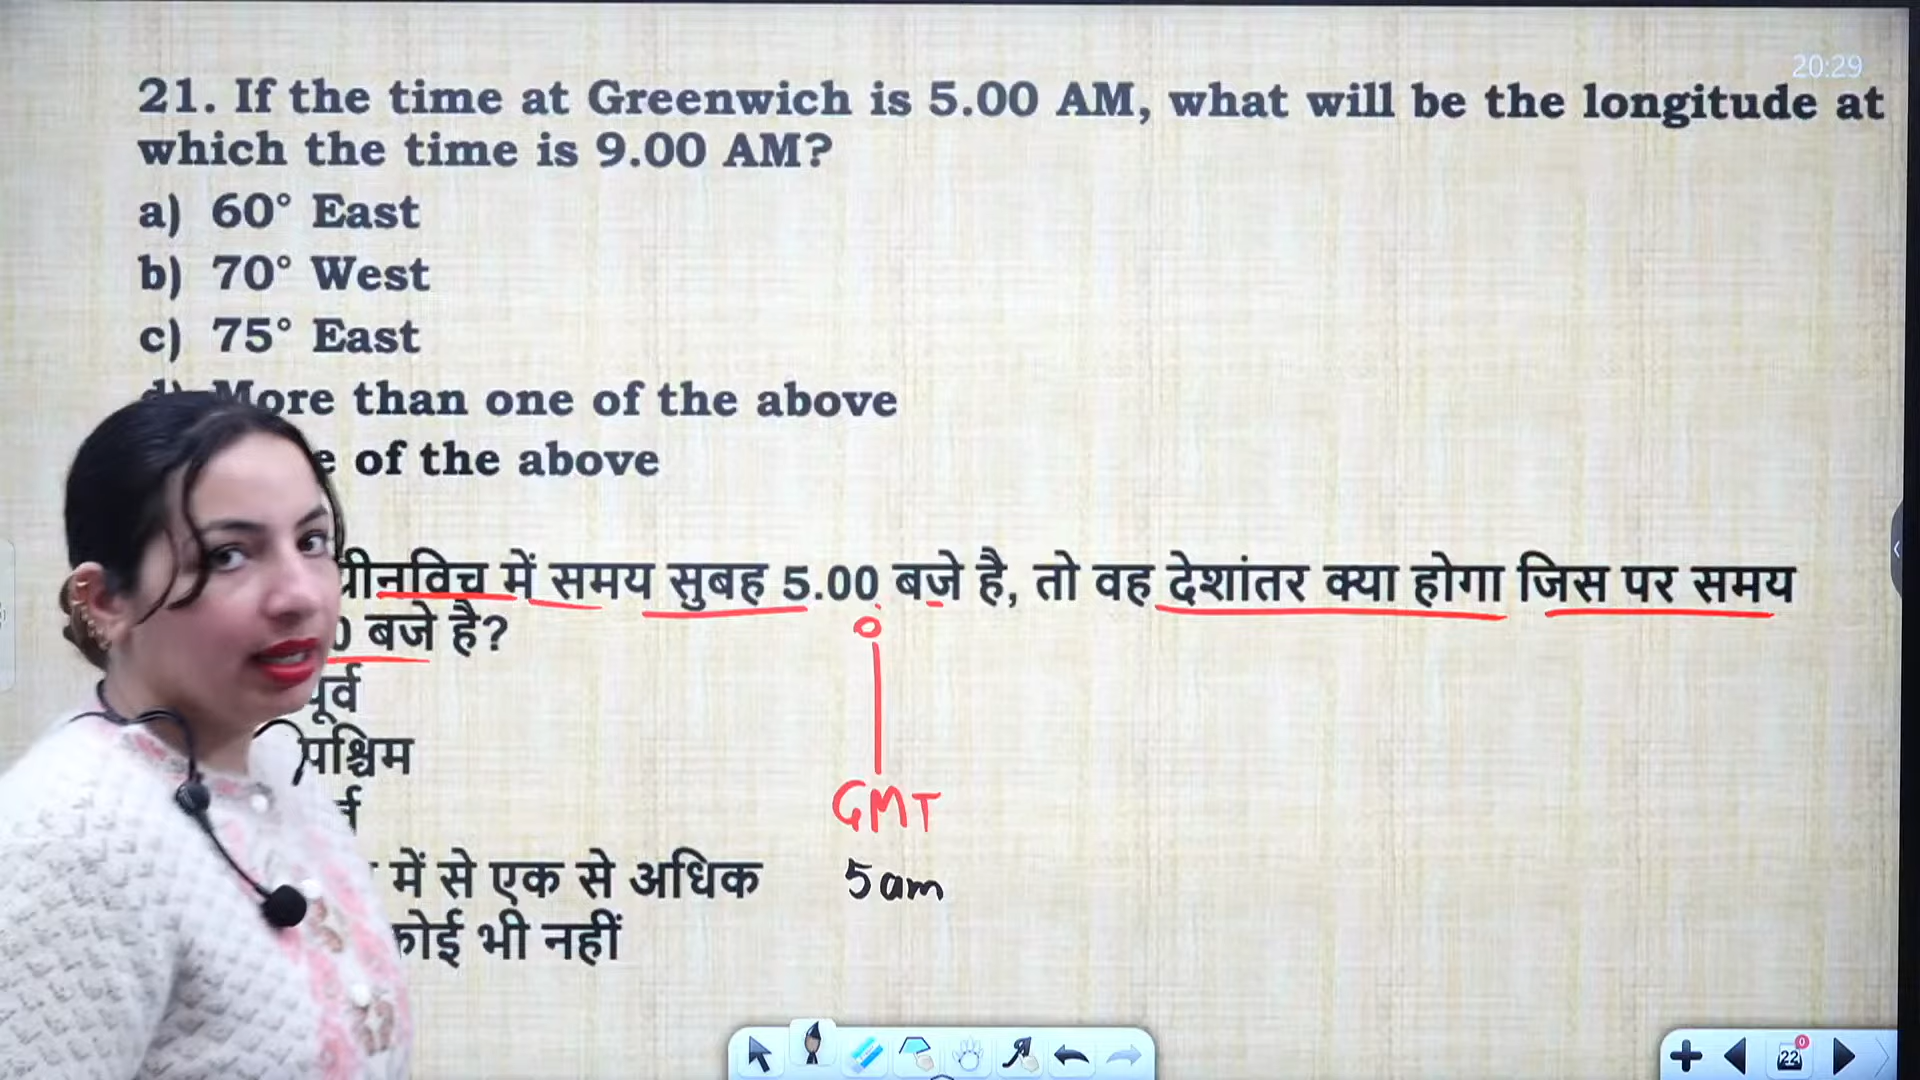 20:29
21. If the time at Greenwich is 5.00 AM, what will be the longitude at
which the time is 9.00 AM?
a) 60° East
b) 70° West
c) 75° East
d) More than one of the above
of the above
में समय सुबह 5.00 बजे है, तो वह देशांतर क्या होगा जिस पर समय
बजे है?
पूर्व
पश्चिम
में से एक से अधिक
कोई भी नहीं
0
GMT
5am
22
0